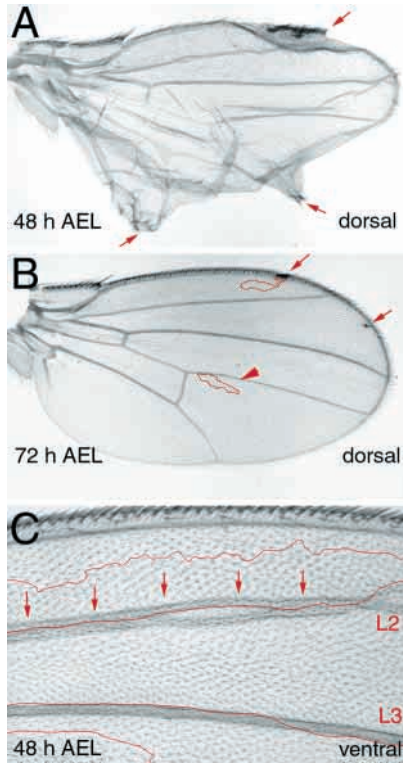 A
48 h AEL
dorsal
B
72 h AEL
dorsal
C
L2
L3
48 h AEL
ventral